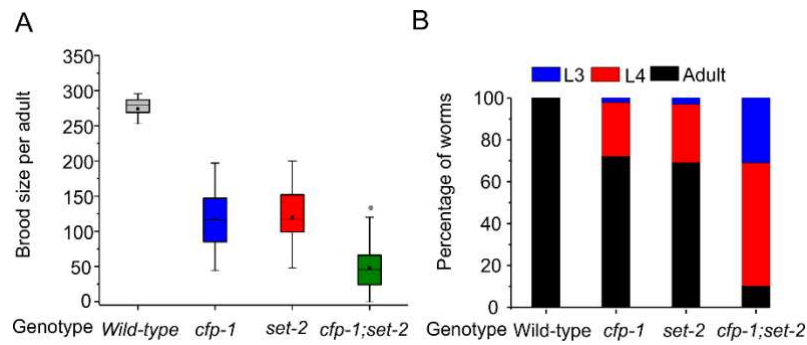 A
Brood size per adult
350
300
250
200
150
100
50
0
Genotype Wild-type cfp-1 set-2 cfp-1;set-2
B
L3 L4 Adult
Percentage of worms
100
80
60
40
20
0
Genotype Wild-type cfp-1 set-2 cfp-1;set-2